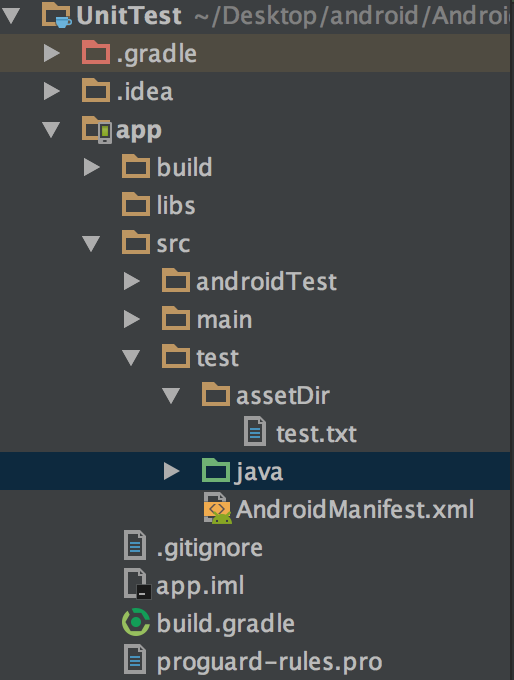 UnitTest ~/Desktop/android/Androi
.gradle
.idea
app
build
libs
src
androidTest
main
test
assetDir
test.txt
java
AndroidManifest.xml
.gitignore
app.iml
build.gradle
proguard-rules.pro